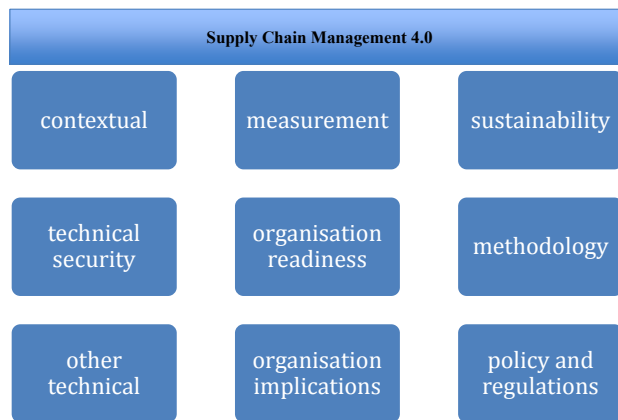 Supply Chain Management 4.0
contextual
measurement
sustainability
technical
security
organisation
readiness
methodology
other
technical
organisation
implications
policy and
regulations